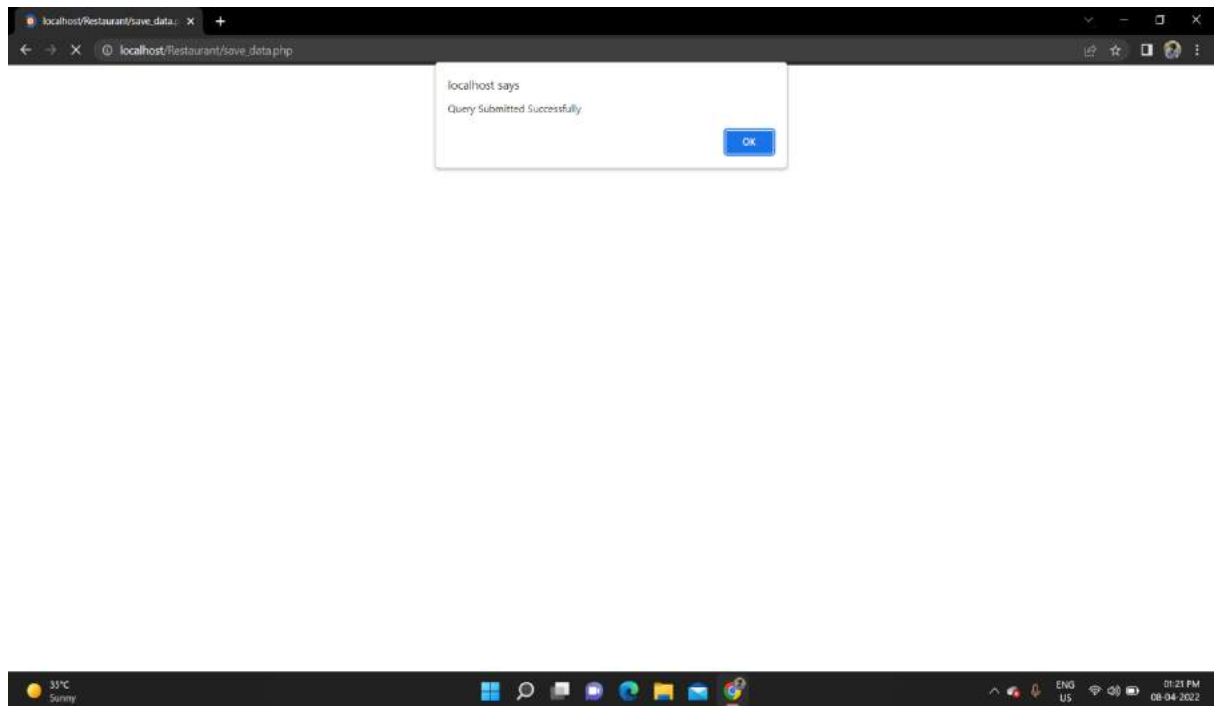 localhost/Restaurant/save_data.p
localhost/Restaurant/save_data.php
localhost says
Query Submitted Successfully
OK
35°C
Sunny
ENG
US
01:21 PM
08-04-2022